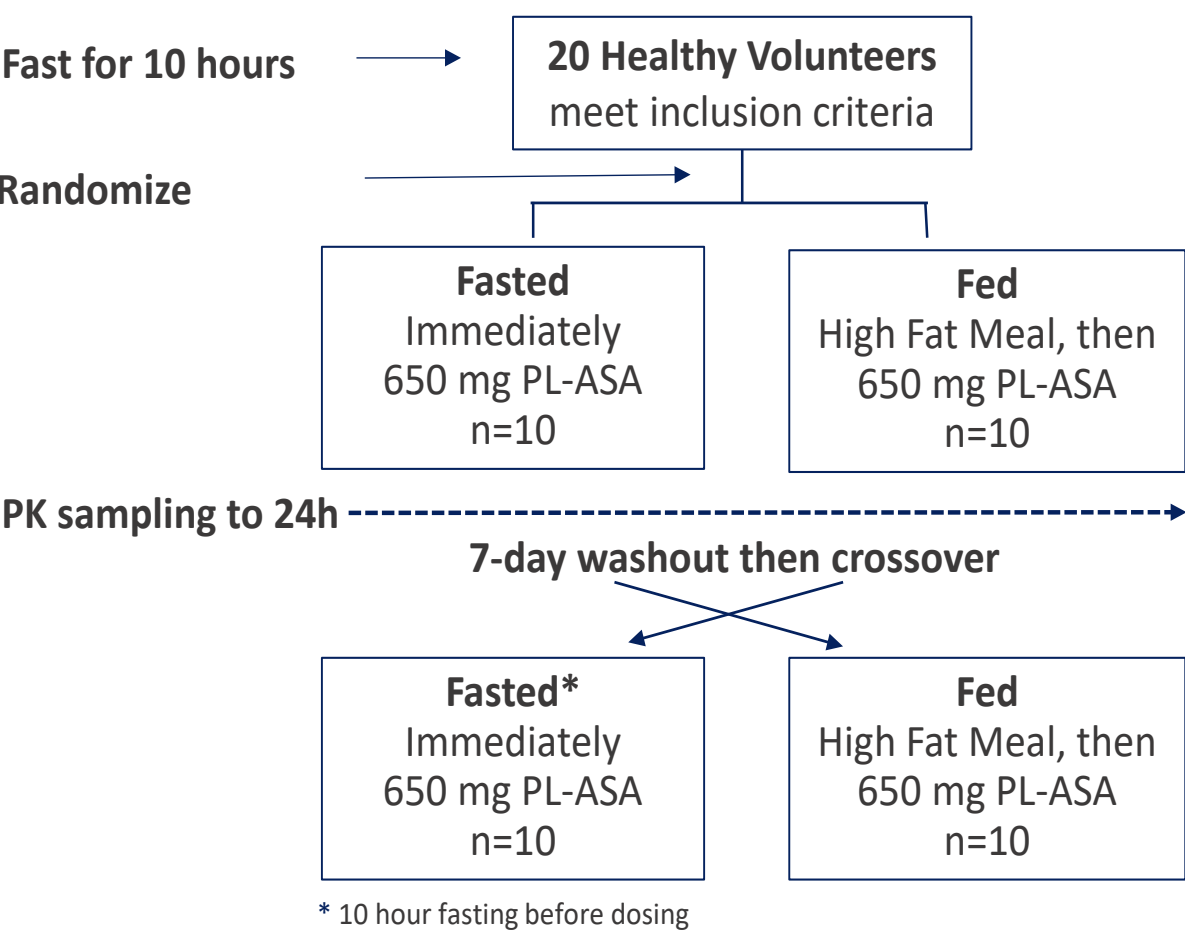 Fast for 10 hours
20 Healthy Volunteers
meet inclusion criteria
Randomize
Fasted
Immediately
650 mg PL-ASA
n=10
Fed
High Fat Meal, then
650 mg PL-ASA
n=10
PK sampling to 24h
7-day washout then crossover
Fasted*
Immediately
650 mg PL-ASA
n=10
Fed
High Fat Meal, then
650 mg PL-ASA
n=10
* 10 hour fasting before dosing